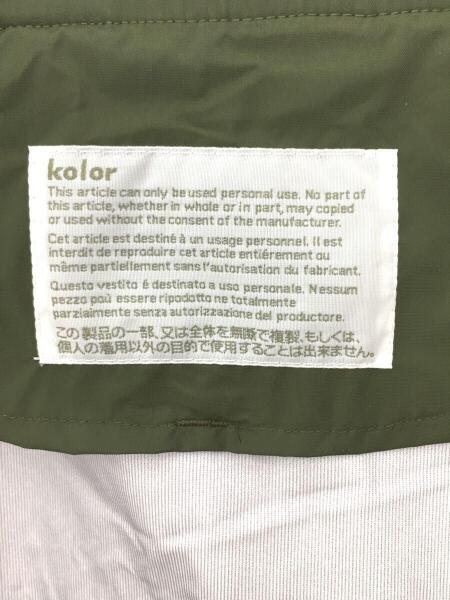 kolor
This article can only be used personal use. No part of
this article, whether in whole or in part, may copied
or used without the consent of the manufacturer.
Cet article est destiné à un usage personnel. Il est
interdit de reproduire cet article entiérement ou
même partiellement sans l'autorisation du fabricant.
Questo vestito é destinato a uso personale. Nessum
pezzo può essere ripodotto ne totalmente
parziaimente senza autorizzazione del productore.
この製品の一部、又は全体を無断で複製、もしくは、
個人の着用以外の目的で使用することは出来ません。